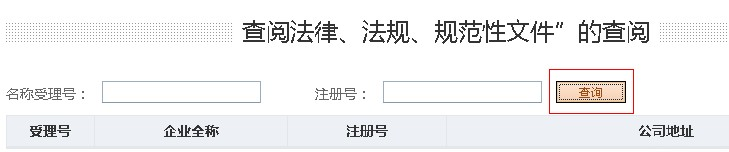 查阅法律、法规、规范性文件”的查阅
名称受理号： 注册号： 查询
受理号 企业全称 注册号 公司地址